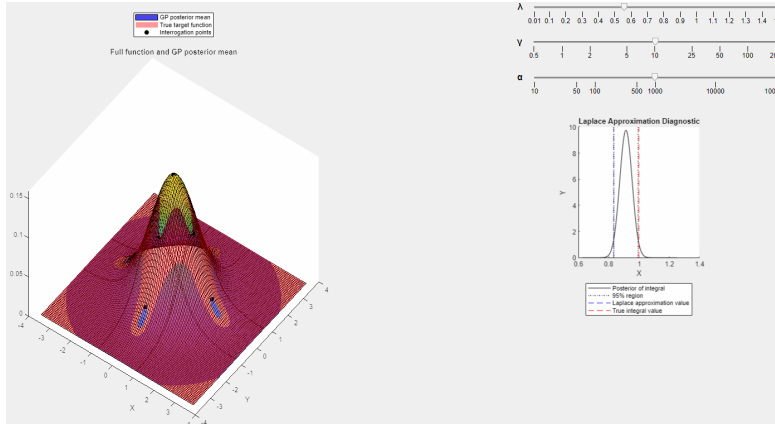 GP posterior mean
True target function
Interrogation points
Full function and GP posterior mean
0.15
0.1
0.05
0
-4
-3
-2
-1
0
1
2
3
4
X
-4
-3
-2
-1
0
1
2
3
4
Y
λ
0.01 0.1 0.2 0.3 0.4 0.5 0.6 0.7 0.8 0.9 1 1.1 1.2 1.3 1.4
γ
0.5 1 2 5 10 25 50 100
α
10 50 100 500 1000 10000
Laplace Approximation Diagnostic
10
8
6
4
2
0
Y
0.6 0.8 1 1.2 1.4
X
Posterior of integral
95% region
Laplace approximation value
True integral value